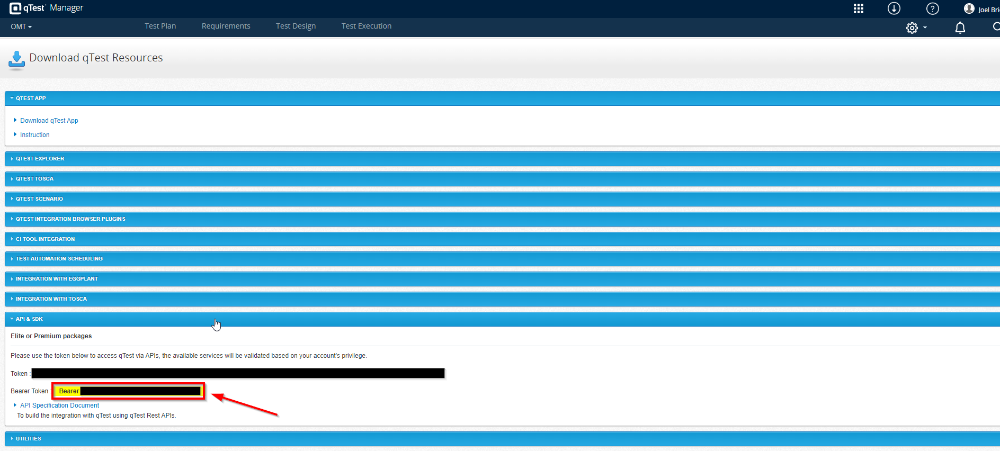 qTest Manager
Joel Bri
OMT
Test Plan Requirements Test Design Test Execution
Download qTest Resources
QTEST APP
Download qTest App
Instruction
QTEST EXPLORER
QTEST TOSCA
QTEST SCENARIO
QTEST INTEGRATION BROWSER PLUGINS
CI TOOL INTEGRATION
TEST AUTOMATION SCHEDULING
INTEGRATION WITH EGGPLANT
INTEGRATION WITH TOSCA
API & SDK
Elite or Premium packages
Please use the token below to access qTest via APIs, the available services will be validated based on your account's privilege.
Token :
Bearer Token : Bearer
API Specification Document
To build the integration with qTest using qTest Rest APIs.
UTILITIES